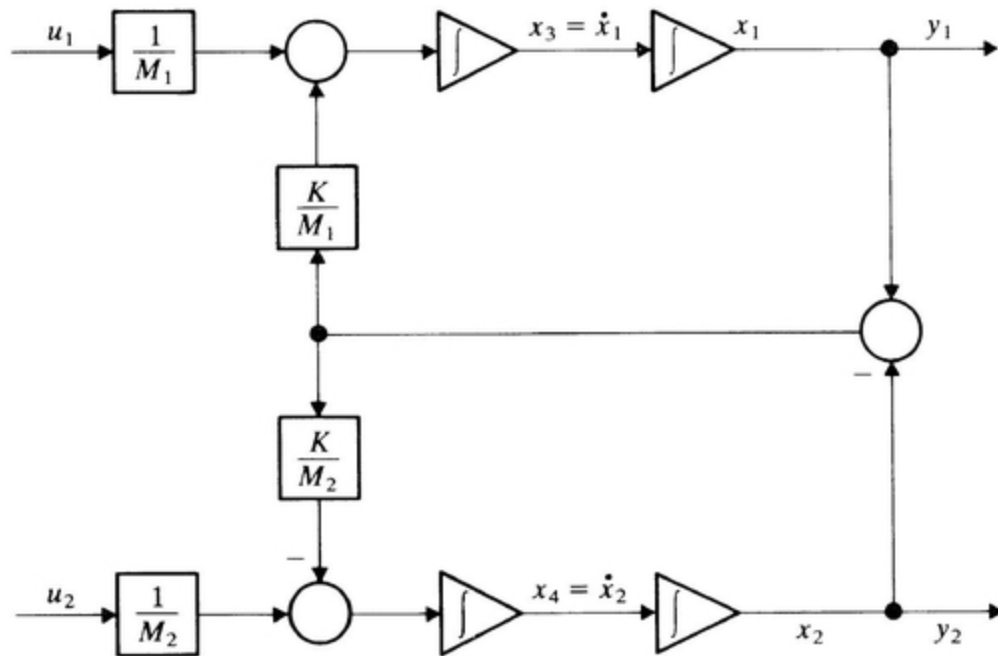 u₁
1
M₁
∫
x₃ = ẋ₁
∫
x₁
y₁
K
M₁
−
K
M₂
−
u₂
1
M₂
∫
x₄ = ẋ₂
∫
x₂
y₂